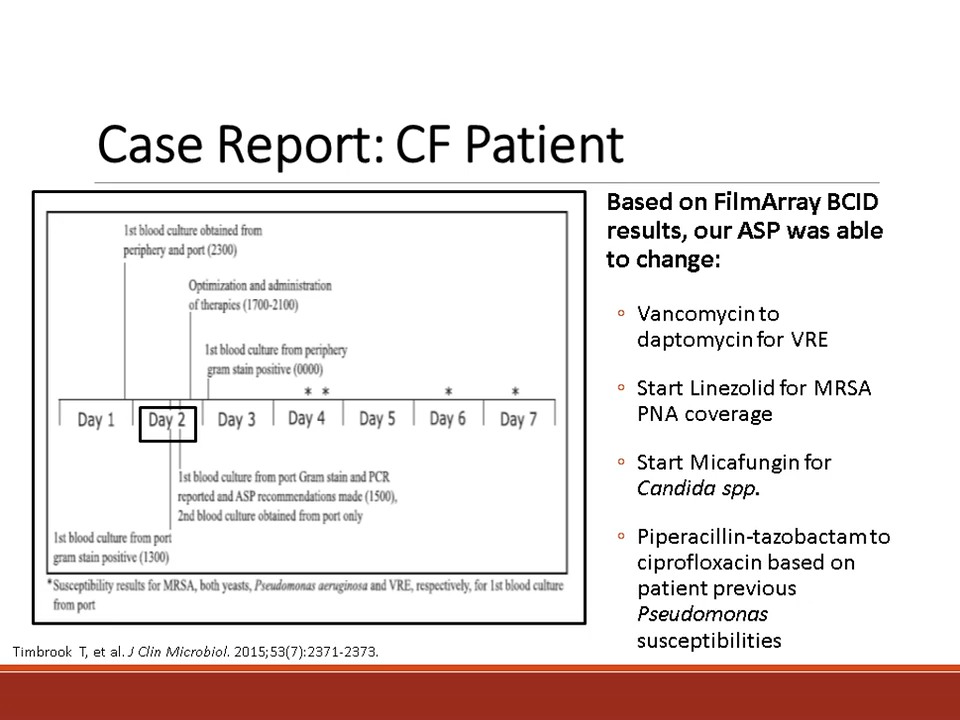 Case Report: CF Patient
1st blood culture obtained from
periphery and port (2300)
Optimization and administration
of therapies (1700-2100)
1st blood culture from periphery
gram stain positive (0000)
* * * *
Day 1 Day 2 Day 3 Day 4 Day 5 Day 6 Day 7
1st blood culture from port Gram stain and PCR
reported and ASP recommendations made (1500),
2nd blood culture obtained from port only
1st blood culture from port
gram stain positive (1300)
*Susceptibility results for MRSA, both yeasts, Pseudomonas aeruginosa and VRE, respectively, for 1st blood culture
from port
Based on FilmArray BCID
results, our ASP was able
to change:
◦ Vancomycin to
daptomycin for VRE
◦ Start Linezolid for MRSA
PNA coverage
◦ Start Micafungin for
Candida spp.
◦ Piperacillin-tazobactam to
ciprofloxacin based on
patient previous
Pseudomonas
susceptibilities
Timbrook T, et al. J Clin Microbiol. 2015;53(7):2371-2373.